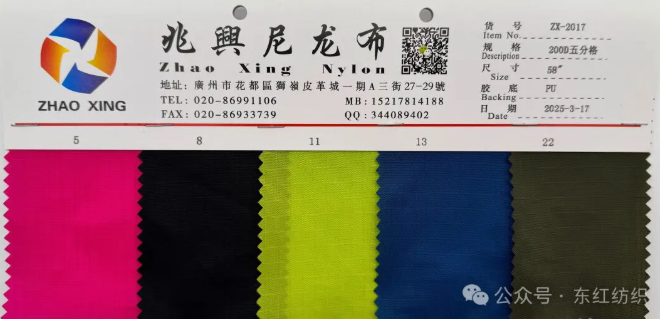 ZHAO XING
兆興尼龙布
Zhao Xing Nylon
地址: 廣州市花都區獅嶺皮革城一期A三街27-29號
TEL: 020-86991106 MB: 15217814188
FAX: 020-86933739 QQ: 344089402
货号 Item No. ZX-2017
规格 Discription 200D五分格
尺寸 Size 58"
胶底 Backing PU
日期 Date 2025-3-17
5 8 11 13 22
公众号·东红纺织